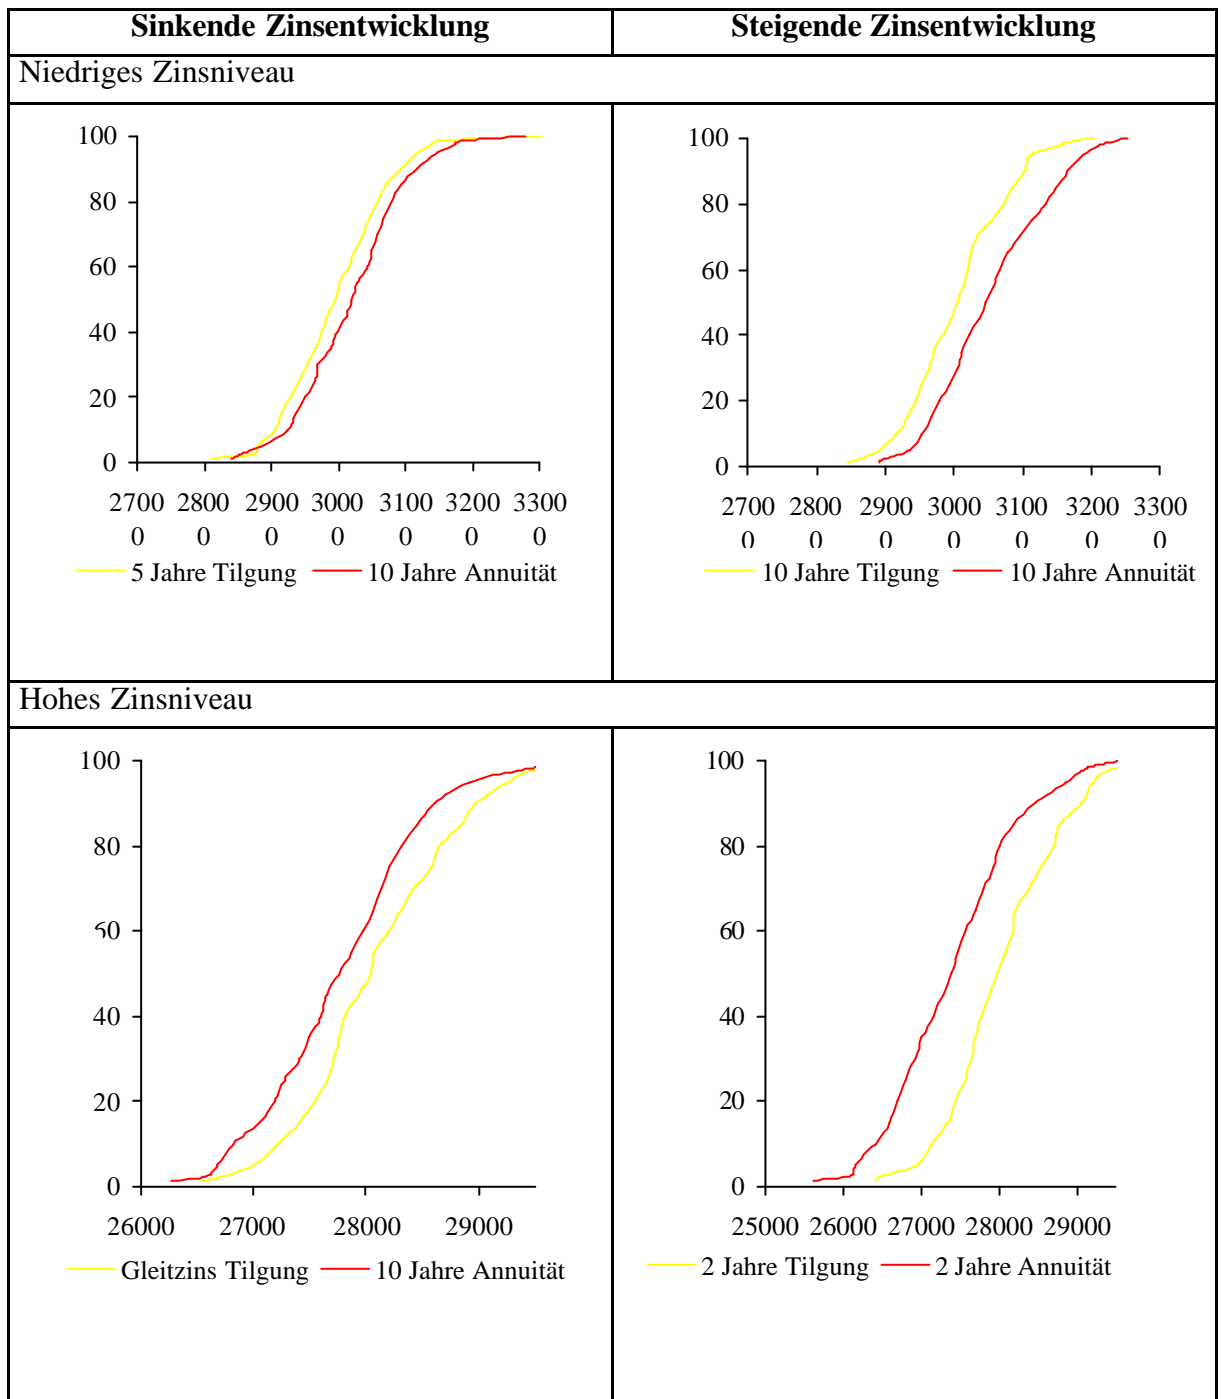 Sinkende Zinsentwicklung
Steigende Zinsentwicklung
Niedriges Zinsniveau
100
80
60
40
20
0
2700 2800 2900 3000 3100 3200 3300
0 0 0 0 0 0 0
5 Jahre Tilgung 10 Jahre Annuität
100
80
60
40
20
0
2700 2800 2900 3000 3100 3200 3300
0 0 0 0 0 0 0
10 Jahre Tilgung 10 Jahre Annuität
Hohes Zinsniveau
100
80
60
40
20
0
26000 27000 28000 29000
Gleitzins Tilgung 10 Jahre Annuität
100
80
60
40
20
0
25000 26000 27000 28000 29000
2 Jahre Tilgung 2 Jahre Annuität